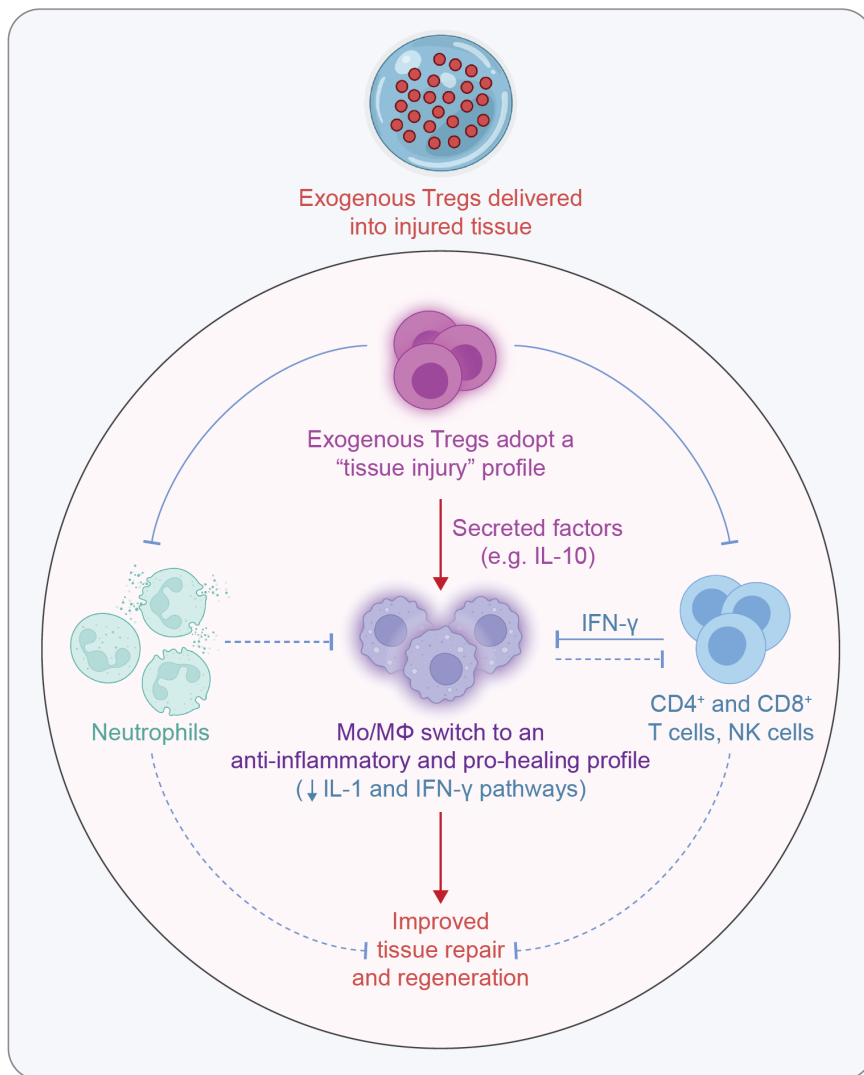 Exogenous Tregs delivered
into injured tissue
Exogenous Tregs adopt a
“tissue injury” profile
Secreted factors
(e.g. IL-10)
IFN-γ
Neutrophils
CD4⁺ and CD8⁺
T cells, NK cells
Mo/MΦ switch to an
anti-inflammatory and pro-healing profile
(↓ IL-1 and IFN-γ pathways)
Improved
tissue repair
and regeneration